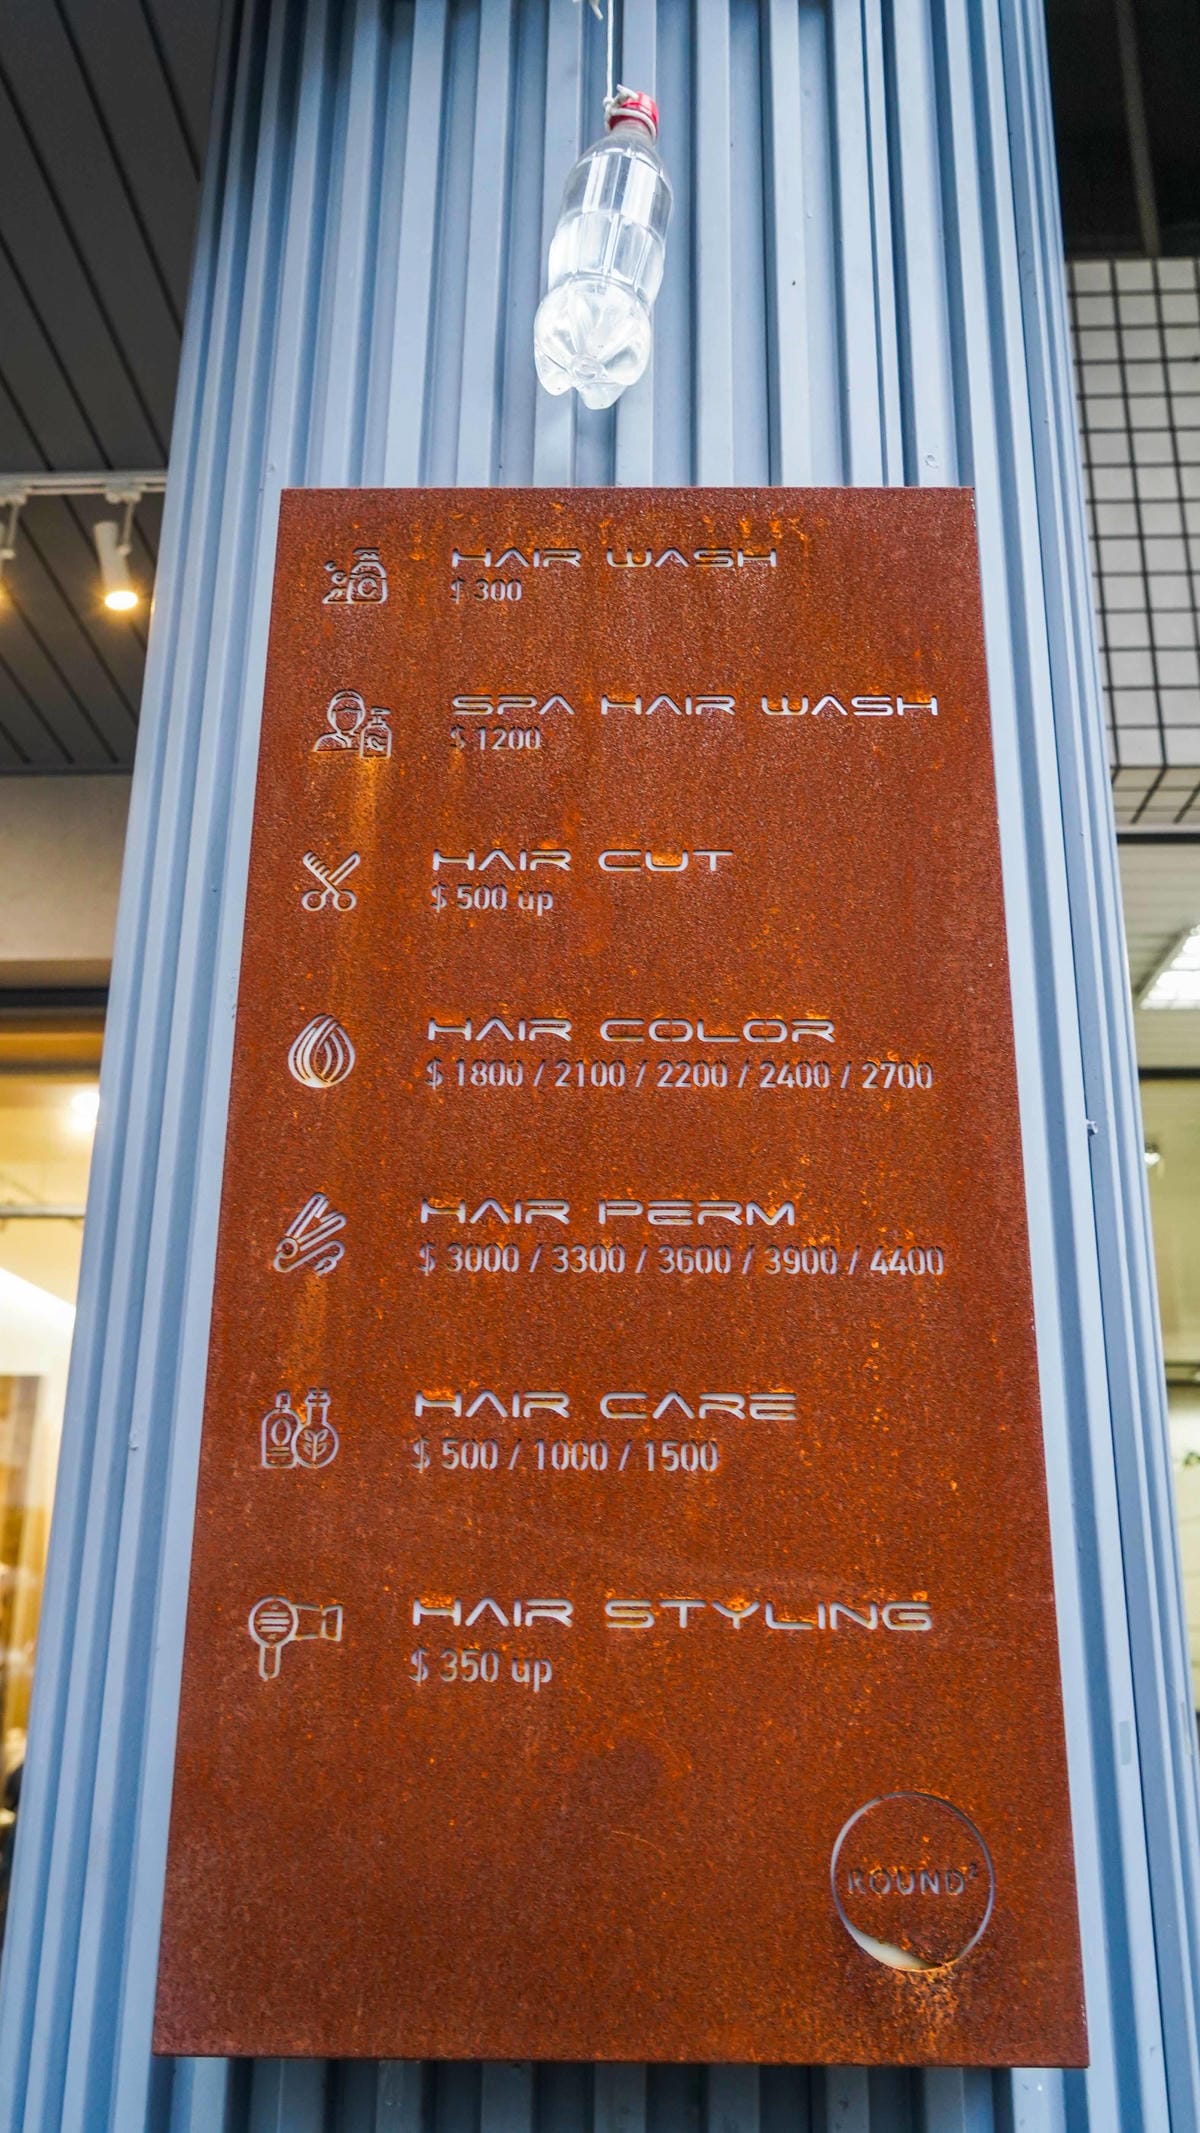 HAIR WASH
$ 300
SPA HAIR WASH
$ 1200
HAIR CUT
$ 500 up
HAIR COLOR
$ 1800 / 2100 / 2200 / 2400 / 2700
HAIR PERM
$ 3000 / 3300 / 3600 / 3900 / 4400
HAIR CARE
$ 500 / 1000 / 1500
HAIR STYLING
$ 350 up
ROUND²